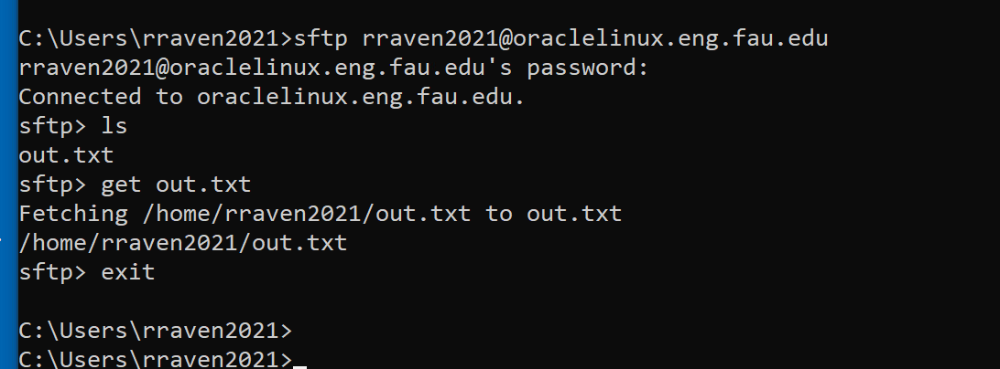 C:\Users\rraven2021>sftp rraven2021@oraclelinux.eng.fau.edu
rraven2021@oraclelinux.eng.fau.edu's password:
Connected to oraclelinux.eng.fau.edu.
sftp> ls
out.txt
sftp> get out.txt
Fetching /home/rraven2021/out.txt to out.txt
/home/rraven2021/out.txt
sftp> exit
C:\Users\rraven2021>
C:\Users\rraven2021>